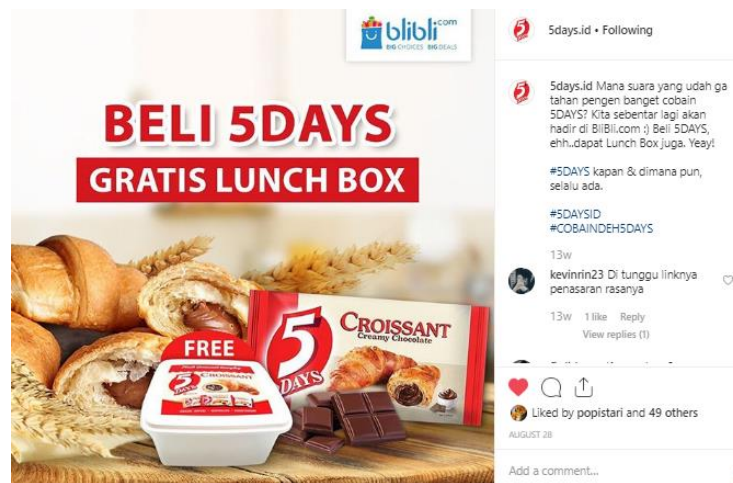 blibli.com
BIG CHOICES BIG DEALS
BELI 5DAYS
GRATIS LUNCH BOX
FREE
5
DAYS
CROISSANT
5
DAYS
CROISSANT
Creamy Chocolate
5days.id • Following
5days.id Mana suara yang udah ga
tahan pengen banget cobain
5DAYS? Kita sebentar lagi akan
hadir di BliBli.com :) Beli 5DAYS,
ehh..dapat Lunch Box juga. Yeay!
#5DAYS kapan & dimana pun,
selalu ada.
#5DAYSID
#COBAINDEH5DAYS
13w
kevinrin23 Di tunggu linknya
penasaran rasanya
13w 1 like Reply
View replies (1)
Liked by popistari and 49 others
AUGUST 28
Add a comment...